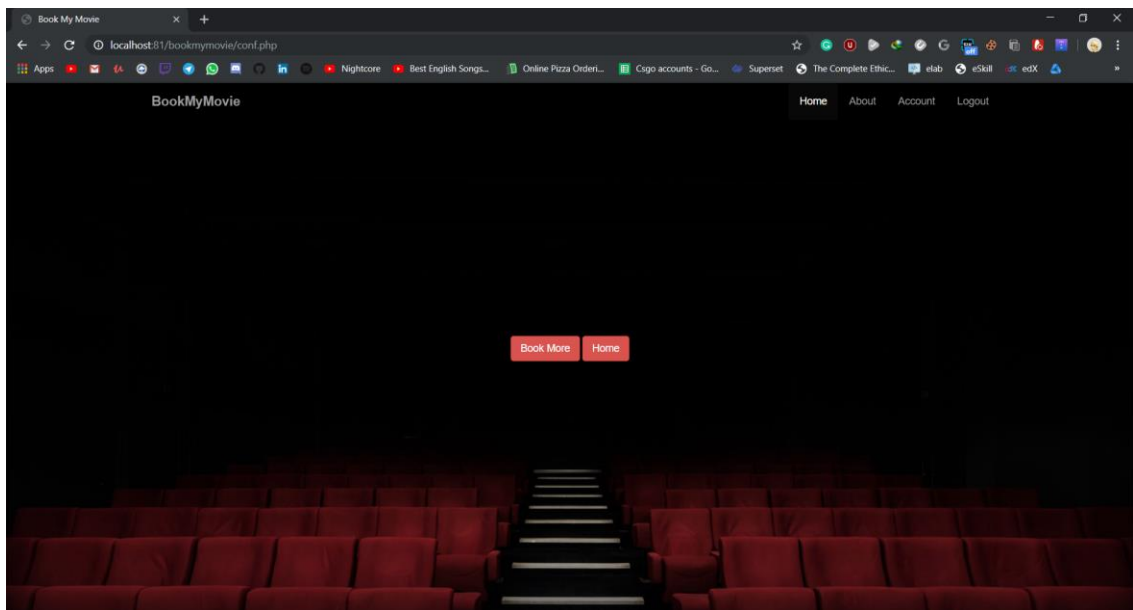 Book My Movie
localhost:81/bookmymovie/conf.php
Apps Nightcore Best English Songs... Online Pizza Orderi... Csgo accounts - Go... Superset The Complete Ethic... elab eSkill edX
BookMyMovie Home About Account Logout
Book More Home